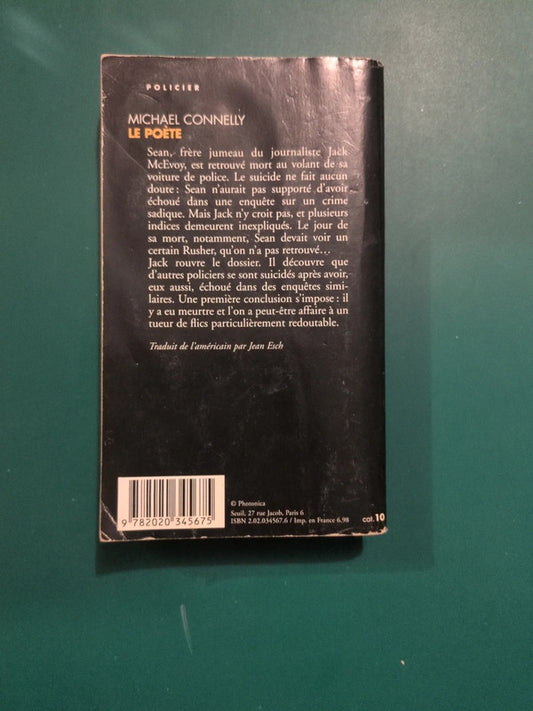 POLICIER
MICHAEL CONNELLY
LE POÈTE
Sean, frère jumeau du journaliste Jack
McEvoy, est retrouvé mort au volant de sa
voiture de police. Le suicide ne fait aucun
doute : Sean n'aurait pas supporté d'avoir
échoué dans une enquête sur un crime
sadique. Mais Jack n'y croit pas, et plusieurs
indices demeurent inexpliqués. Le jour de
sa mort, notamment, Sean devait voir un
certain Rusher, qu'on n'a pas retrouvé...
Jack rouvre le dossier. Il découvre que
d'autres policiers se sont suicidés après avoir,
eux aussi, échoué dans des enquêtes simi-
laires. Une première conclusion s'impose : il
y a eu meurtre et l'on a peut-être affaire à un
tueur de flics particulièrement redoutable.
Traduit de l'américain par Jean Esch
9 782020 345675
© Photonica
Seuil, 27 rue Jacob, Paris 6
ISBN 2.02.034567.6 / Imp. en France 6.98
cat.10